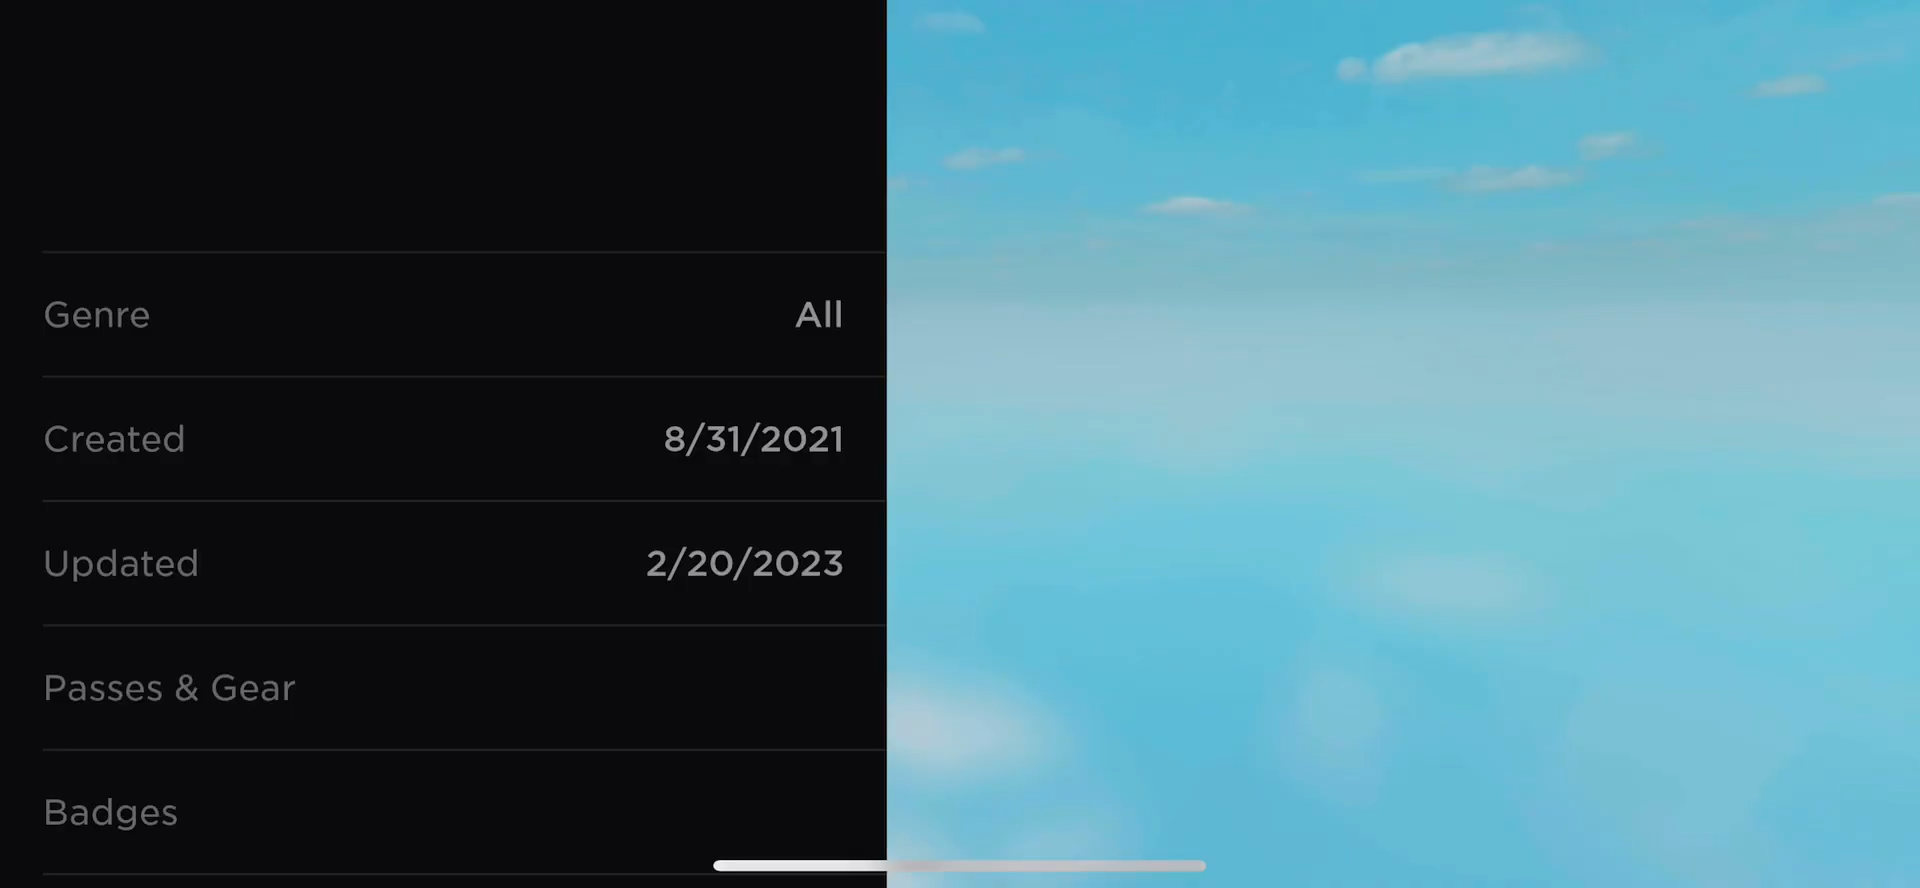 Genre All
Created 8/31/2021
Updated 2/20/2023
Passes & Gear
Badges